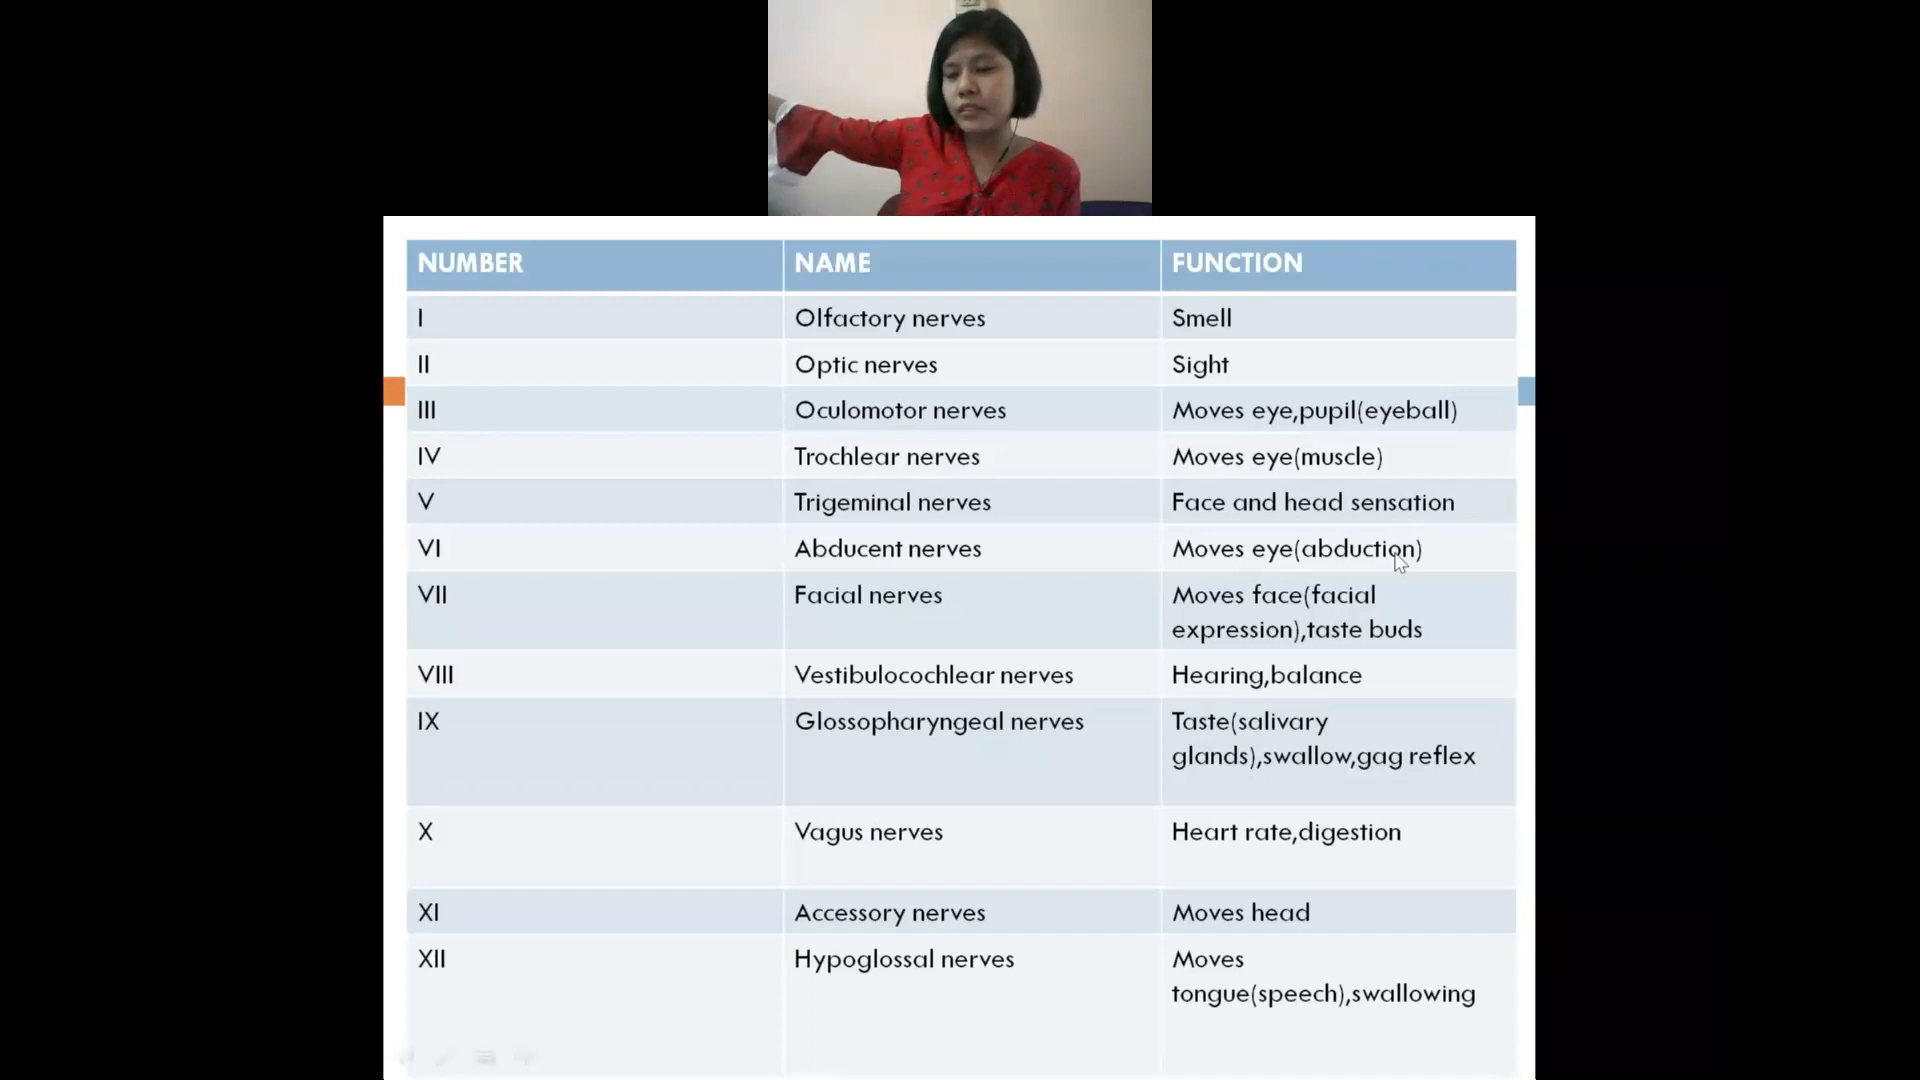 NUMBER NAME FUNCTION
I Olfactory nerves Smell
II Optic nerves Sight
III Oculomotor nerves Moves eye,pupil(eyeball)
IV Trochlear nerves Moves eye(muscle)
V Trigeminal nerves Face and head sensation
VI Abducent nerves Moves eye(abduction)
VII Facial nerves Moves face(facial
expression),taste buds
VIII Vestibulocochlear nerves Hearing,balance
IX Glossopharyngeal nerves Taste(salivary
glands),swallow,gag reflex
X Vagus nerves Heart rate,digestion
XI Accessory nerves Moves head
XII Hypoglossal nerves Moves
tongue(speech),swallowing